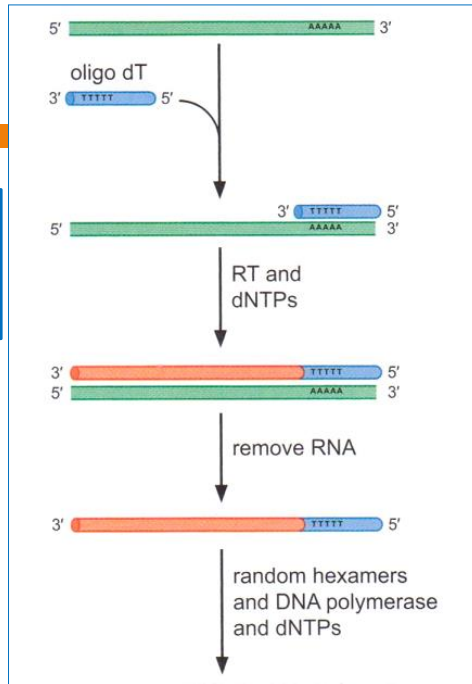 5′ AAAAA 3′
oligo dT
3′ TTTTT 5′
3′ TTTTT 5′
5′ AAAAA 3′
RT and
dNTPs
3′ TTTTT 5′
5′ AAAAA 3′
remove RNA
3′ TTTTT 5′
random hexamers
and DNA polymerase
and dNTPs